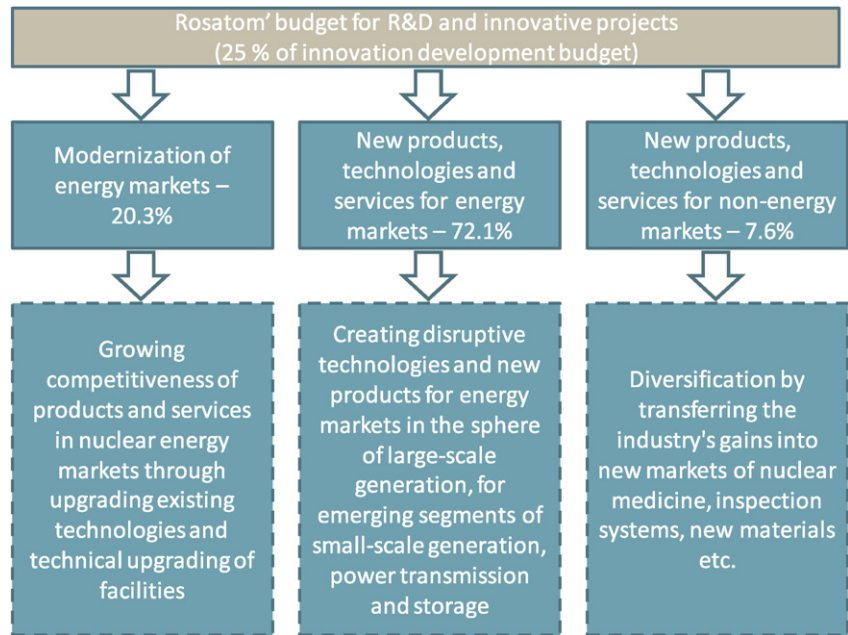 Rosatom' budget for R&D and innovative projects
(25 % of innovation development budget)
Modernization of
energy markets –
20.3%
New products,
technologies and
services for energy
markets – 72.1%
New products,
technologies and
services for non-energy
markets – 7.6%
Growing
competitiveness of
products and services
in nuclear energy
markets through
upgrading existing
technologies and
technical upgrading of
facilities
Creating disruptive
technologies and new
products for energy
markets in the sphere
of large-scale
generation, for
emerging segments of
small-scale generation,
power transmission
and storage
Diversification by
transferring the
industry's gains into
new markets of nuclear
medicine, inspection
systems, new materials
etc.